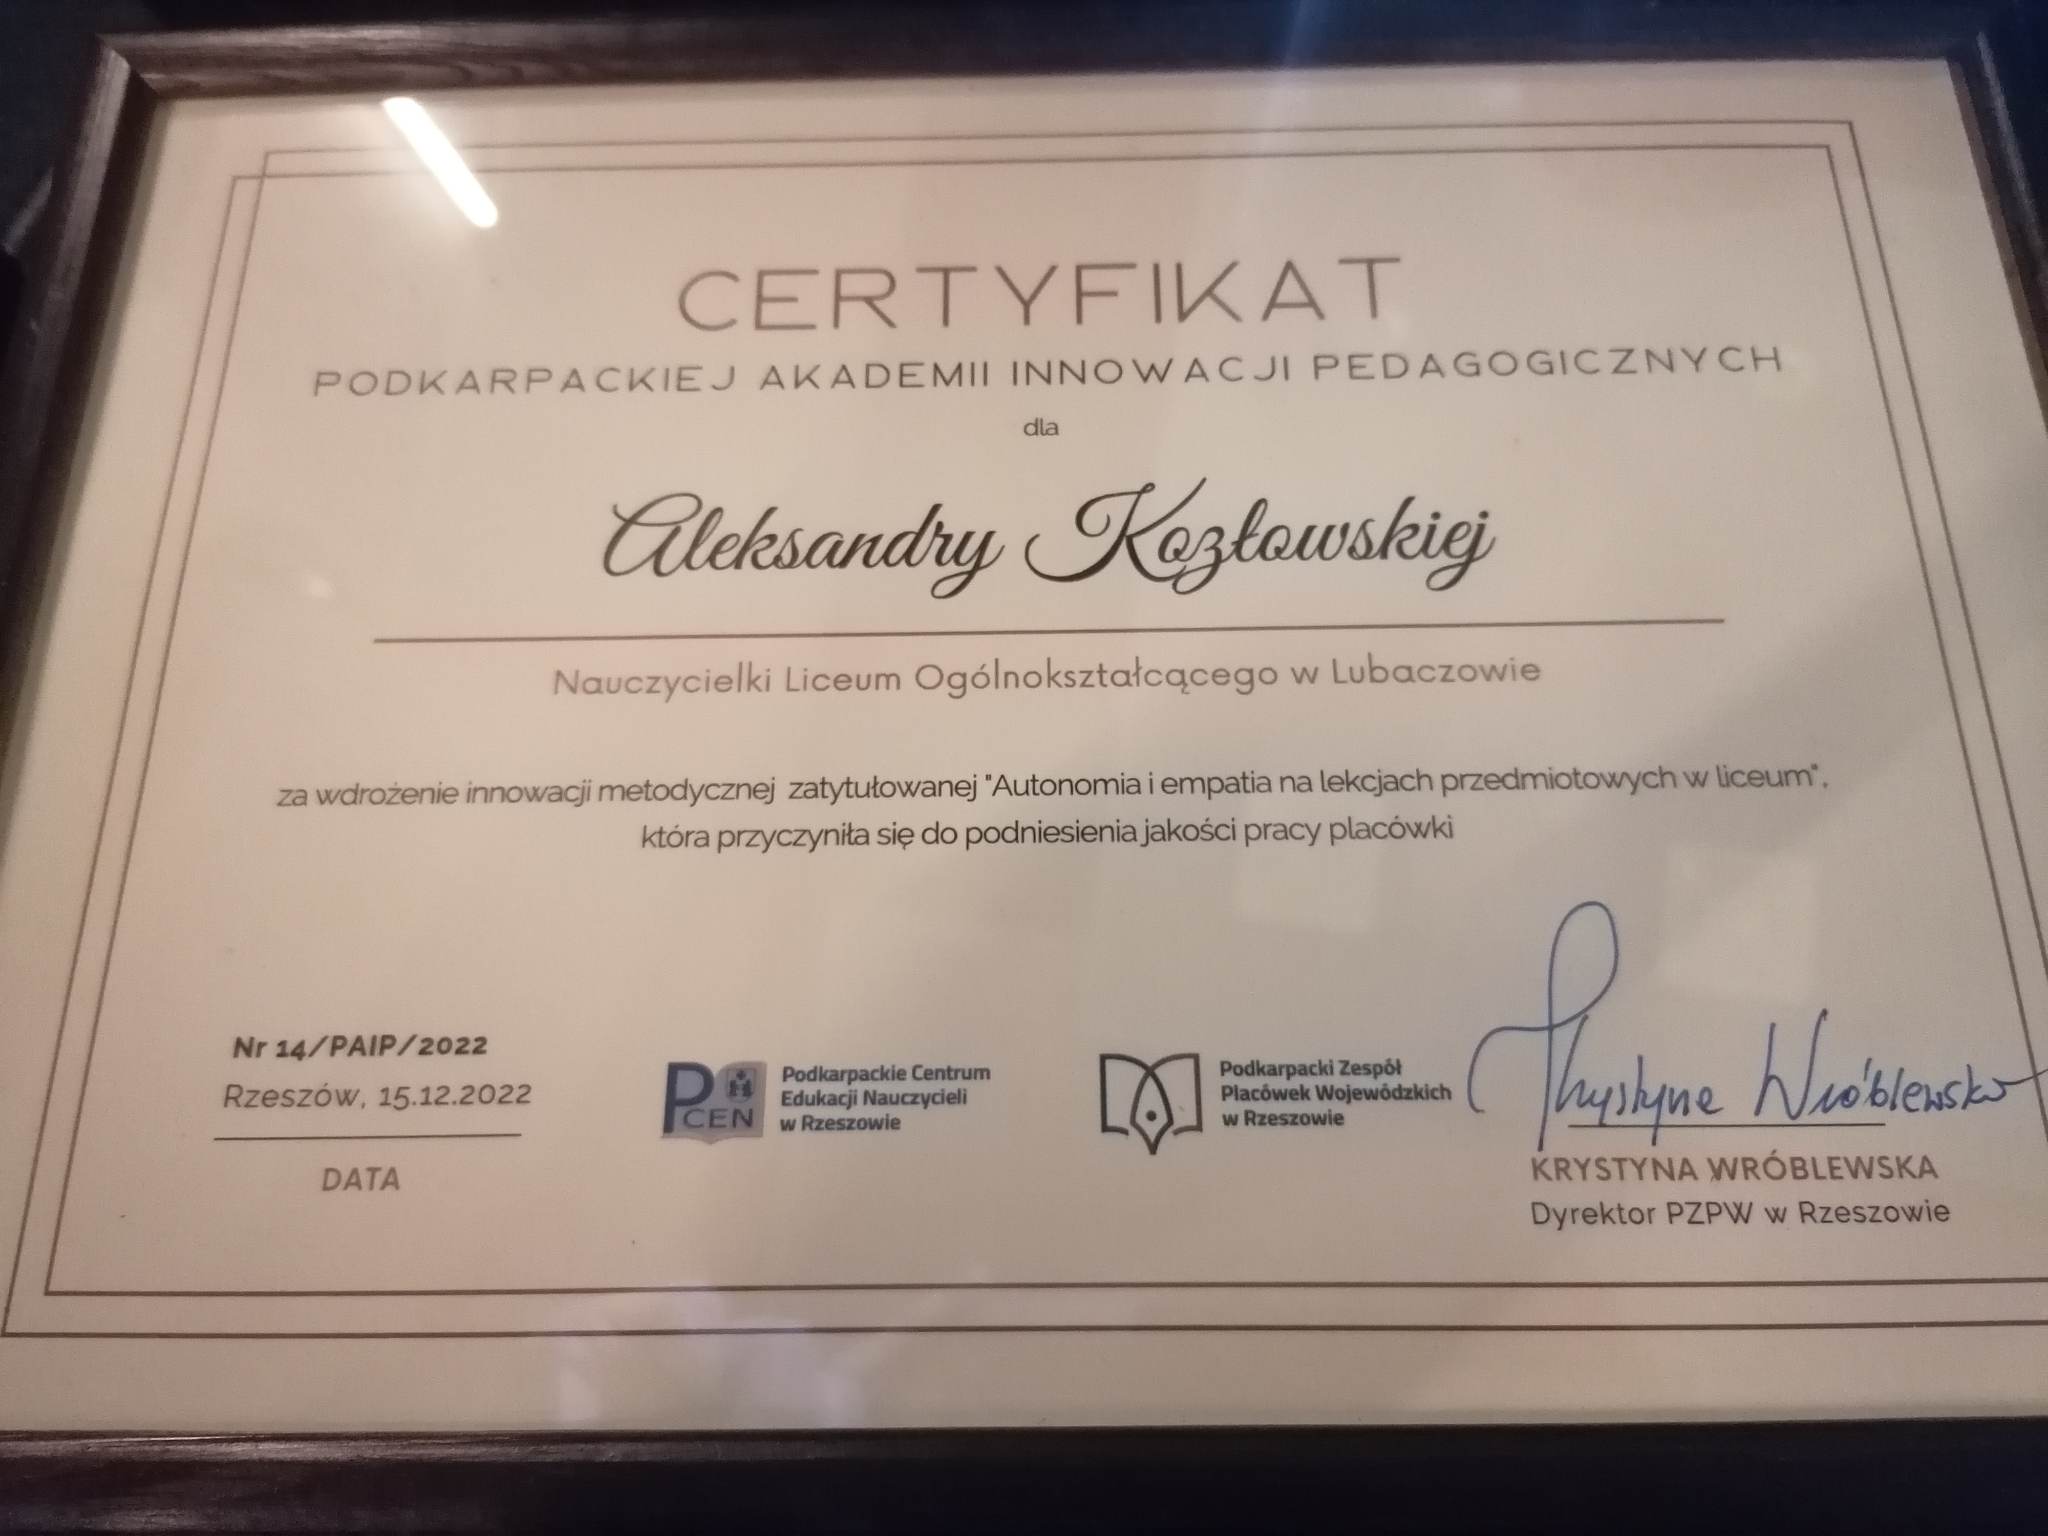 CERTYFIKAT
PODKARPACKIEJ AKADEMII INNOWACJI PEDAGOGICZNYCH
dla
Aleksandry Kozłowskiej
Nauczycielki Liceum Ogólnokształcącego w Lubaczowie
za wdrożenie innowacji metodycznej zatytułowanej "Autonomia i empatia na lekcjach przedmiotowych w liceum",
która przyczyniła się do podniesienia jakości pracy placówki
Nr 14/PAIP/2022
Rzeszów, 15.12.2022
DATA
PCEN
Podkarpackie Centrum
Edukacji Nauczycieli
w Rzeszowie
Podkarpacki Zespół
Placówek Wojewódzkich
w Rzeszowie
Krystyna Wróblewska
KRYSTYNA WRÓBLEWSKA
Dyrektor PZPW w Rzeszowie